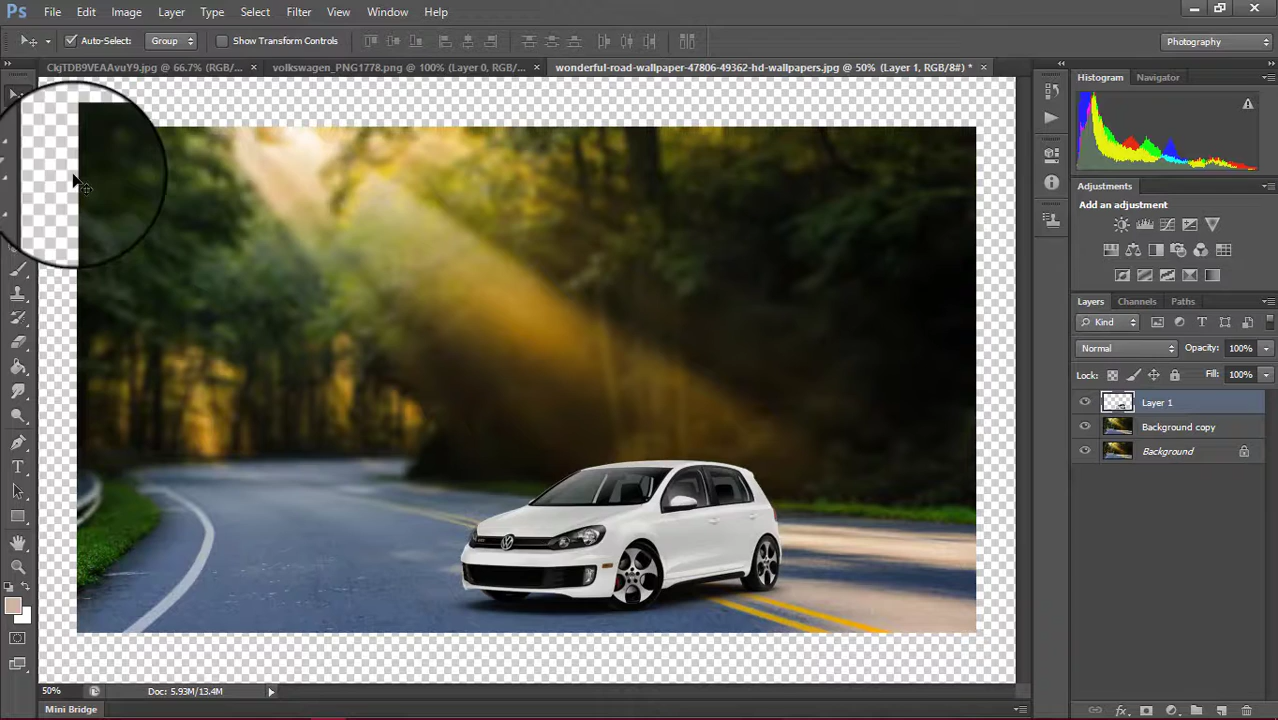 Ps File Edit Image Layer Type Select Filter View Window Help
Auto-Select: Group Show Transform Controls Photography
CkjTDB9VEAAvuY9.jpg @ 66.7% (RGB/... × volkswagen_PNG1778.png @ 100% (Layer 0, RGB/... × wonderful-road-wallpaper-47806-49362-hd-wallpapers.jpg @ 50% (Layer 1, RGB/8#) * ×
Histogram Navigator
Adjustments
Add an adjustment
Layers Channels Paths
Kind
Normal Opacity: 100%
Lock: Fill: 100%
Layer 1
Background copy
Background
50% Doc: 5.93M/13.4M
Mini Bridge